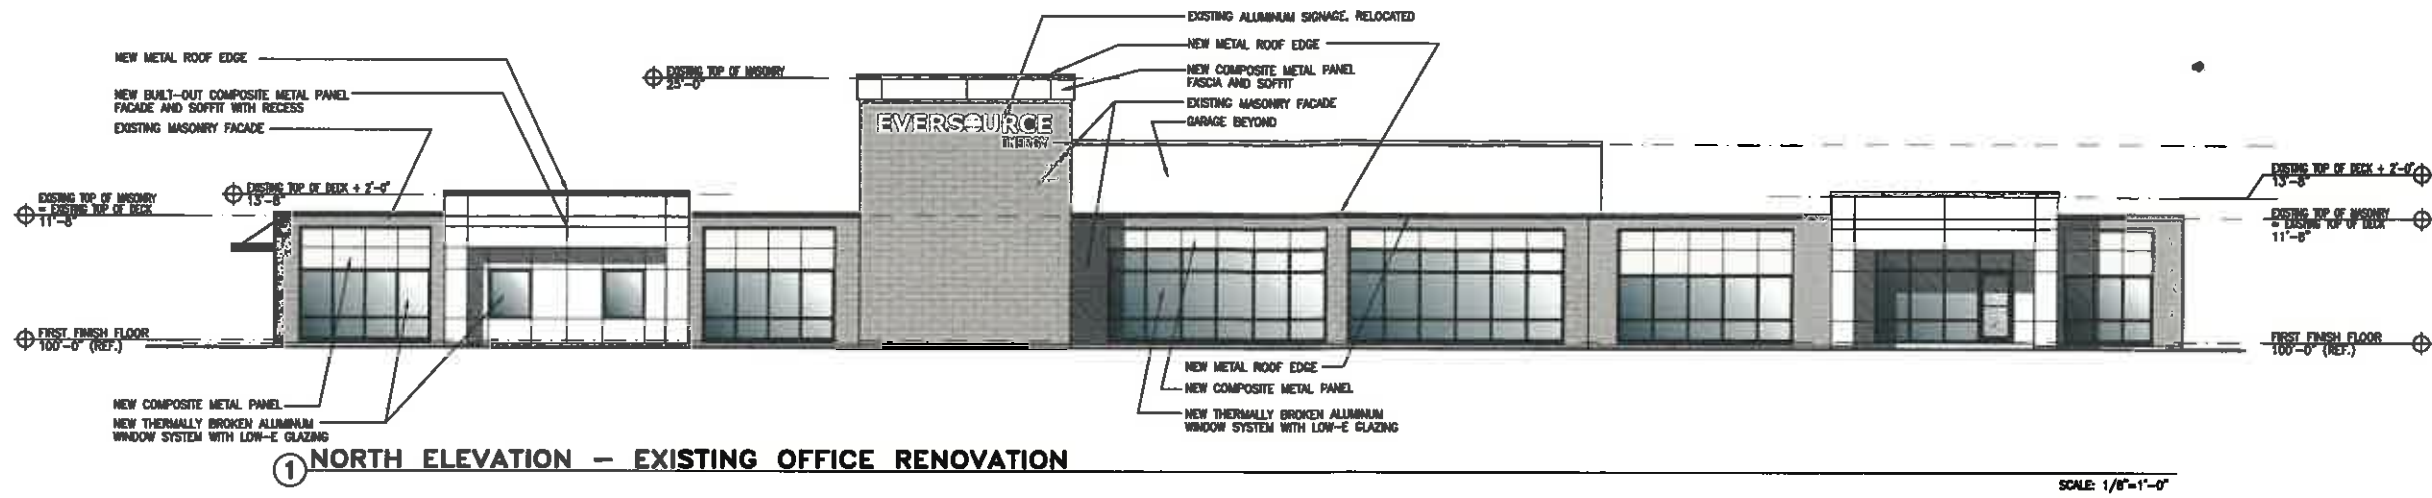 EXISTING ALUMINUM SIGNAGE, RELOCATED
NEW METAL ROOF EDGE
NEW METAL ROOF EDGE
EXISTING TOP OF MASONRY
25'-0"
NEW COMPOSITE METAL PANEL
FASCIA AND SOFFIT
NEW BUILT-OUT COMPOSITE METAL PANEL
FACADE AND SOFFIT WITH RECESS
EXISTING MASONRY FACADE
EXISTING MASONRY FACADE
GARAGE BEYOND
EVERSOURCE
ENERGY
EXISTING TOP OF DECK + 2'-0"
13'-8"
EXISTING TOP OF DECK + 2'-0"
13'-8"
EXISTING TOP OF MASONRY
= EXISTING TOP OF DECK
11'-8"
EXISTING TOP OF MASONRY
= EXISTING TOP OF DECK
11'-8"
FIRST FINISH FLOOR
100'-0" (REF.)
FIRST FINISH FLOOR
100'-0" (REF.)
NEW METAL ROOF EDGE
NEW COMPOSITE METAL PANEL
NEW THERMALLY BROKEN ALUMINUM
WINDOW SYSTEM WITH LOW-E GLAZING
NEW COMPOSITE METAL PANEL
NEW THERMALLY BROKEN ALUMINUM
WINDOW SYSTEM WITH LOW-E GLAZING
1 NORTH ELEVATION - EXISTING OFFICE RENOVATION
SCALE: 1/8"=1'-0"